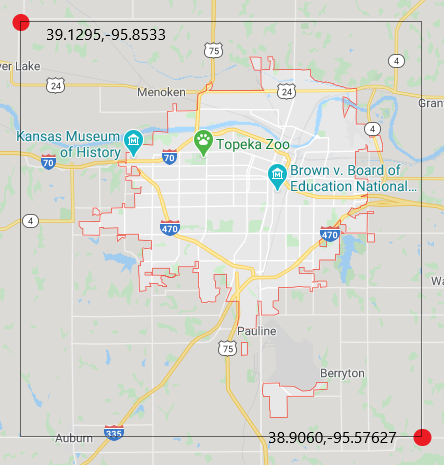 39.1295,-95.8533
75
4
ver Lake
24
Menoken
24
Gran
4
Kansas Museum
of History
Topeka Zoo
70
70
Brown v. Board of
Education National...
4
470
470
Wa
Pauline
75
Berryton
335
Auburn
38.9060,-95.57627